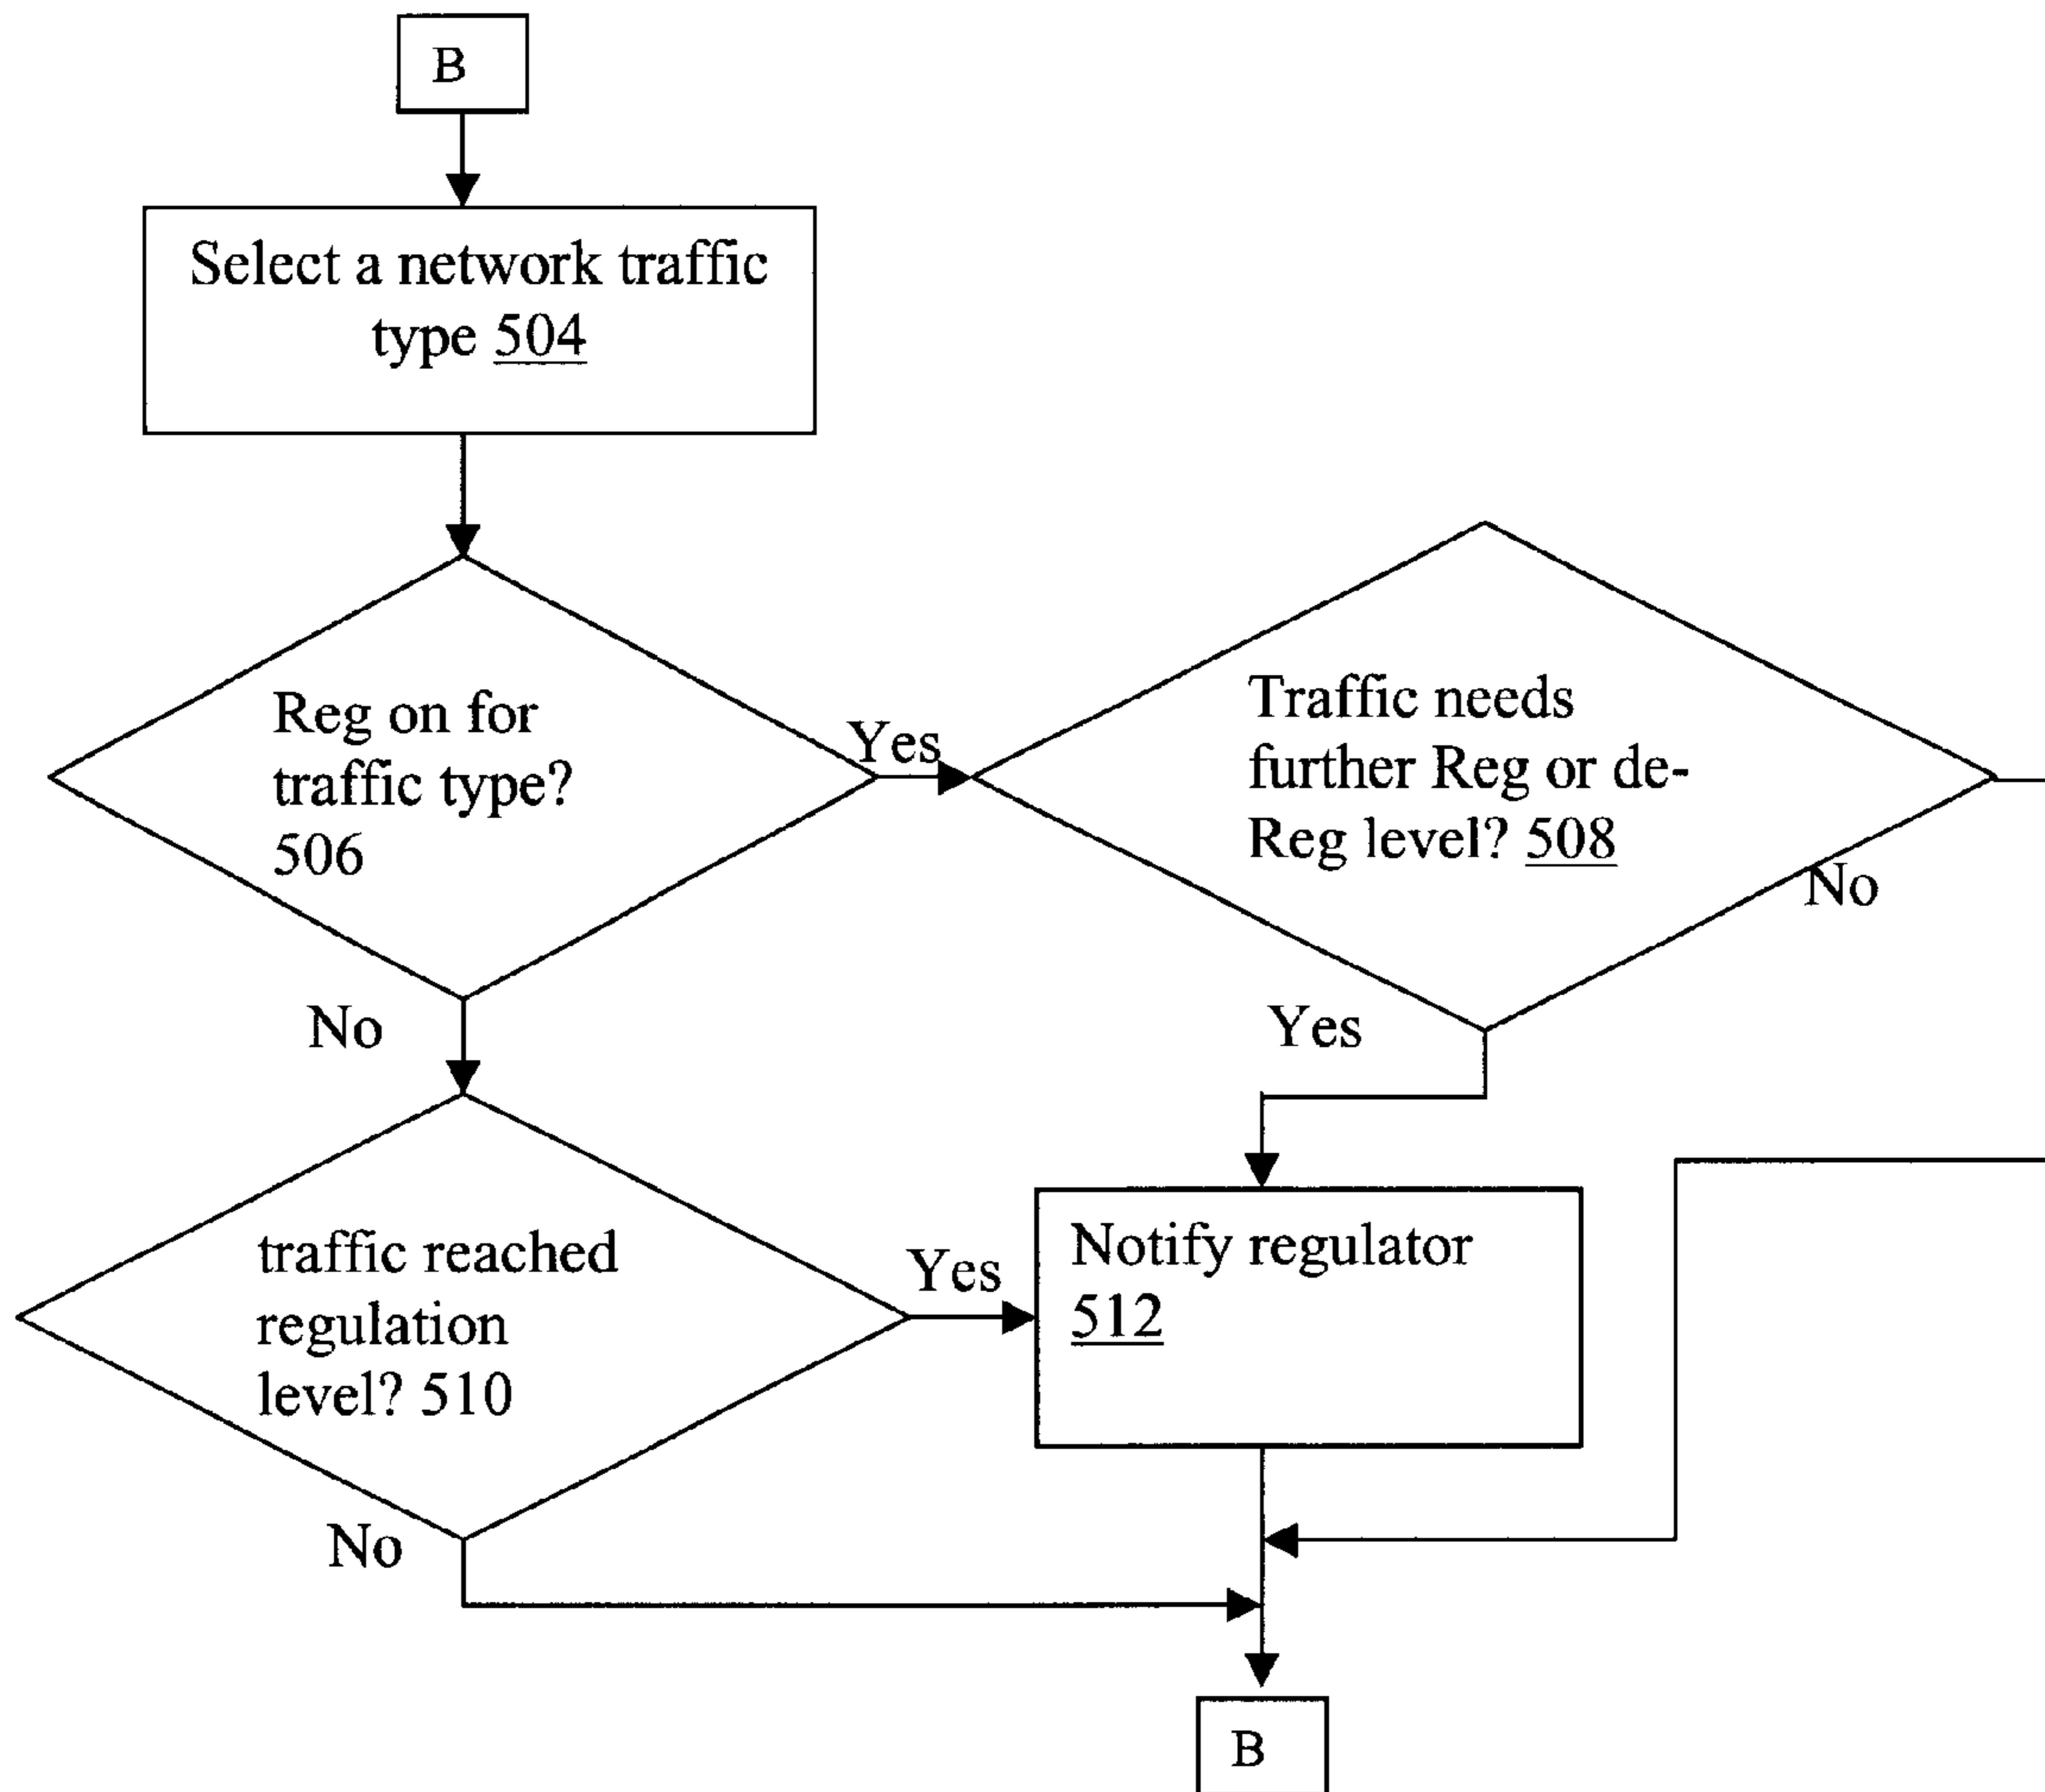 B
Select a network traffic
type 504
Reg on for
traffic type?
506
Yes
Traffic needs
further Reg or de-
Reg level? 508
No
No
Yes
traffic reached
regulation
level? 510
Yes
Notify regulator
512
No
B